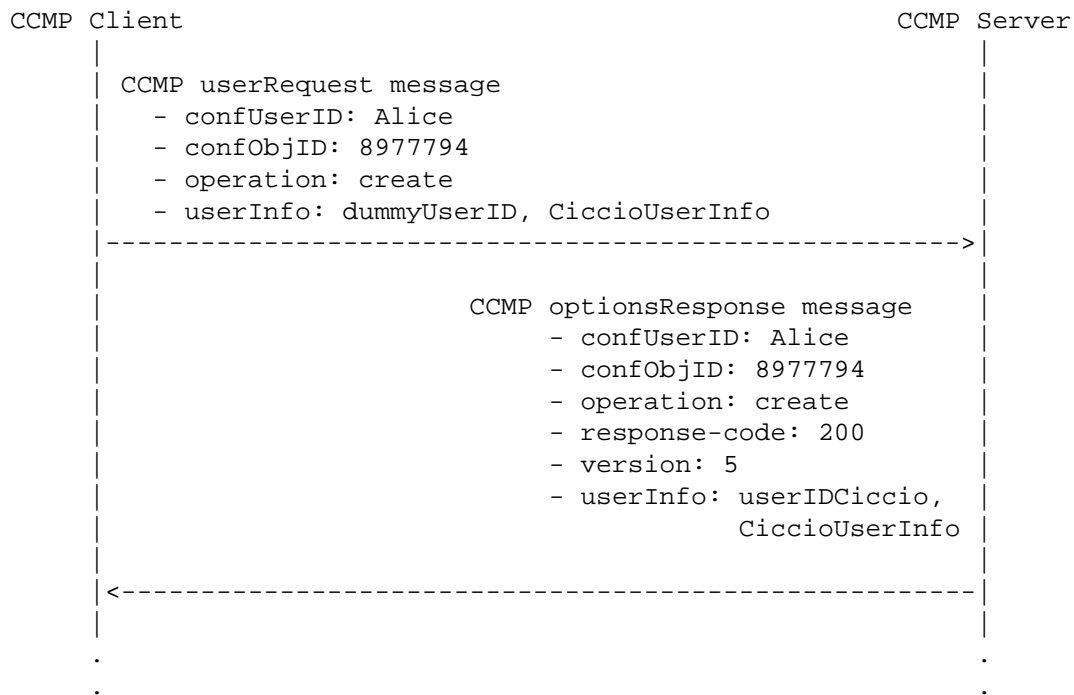 CCMP Client CCMP Server
CCMP userRequest message
- confUserID: Alice
- confObjID: 8977794
- operation: create
- userInfo: dummyUserID, CiccioUserInfo
CCMP optionsResponse message
- confUserID: Alice
- confObjID: 8977794
- operation: create
- response-code: 200
- version: 5
- userInfo: userIDCiccio,
CiccioUserInfo